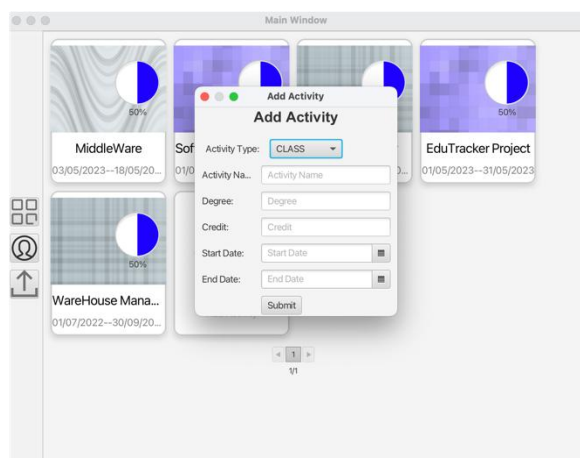 Main Window
50%
50%
MiddleWare
Sof
EduTracker Project
03/05/2023--18/05/20...
01/0
0...
01/05/2023--31/05/2023
Add Activity
Add Activity
Activity Type:
CLASS
Activity Na...
Activity Name
Degree:
Degree
Credit:
Credit
Start Date:
Start Date
End Date:
End Date
Submit
50%
WareHouse Mana...
01/07/2022--30/09/20...
1
1/1